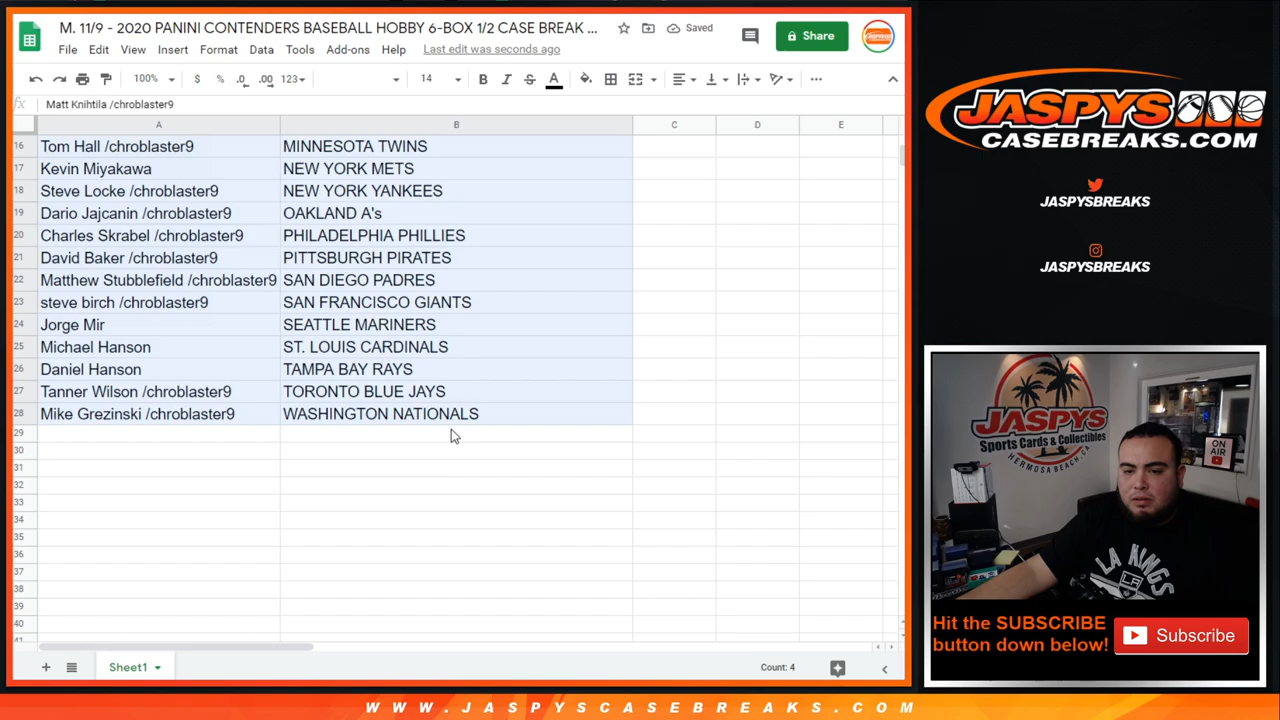 M. 11/9 - 2020 PANINI CONTENDERS BASEBALL HOBBY 6-BOX 1/2 CASE BREAK ...
Saved
Share
File Edit View Insert Format Data Tools Add-ons Help Last edit was seconds ago
100% $ % .0 .00 123 14 B I S A
fx Matt Knihtila /chroblaster9
A B C D E
16 Tom Hall /chroblaster9 MINNESOTA TWINS
17 Kevin Miyakawa NEW YORK METS
18 Steve Locke /chroblaster9 NEW YORK YANKEES
19 Dario Jajcanin /chroblaster9 OAKLAND A's
20 Charles Skrabel /chroblaster9 PHILADELPHIA PHILLIES
21 David Baker /chroblaster9 PITTSBURGH PIRATES
22 Matthew Stubblefield /chroblaster9 SAN DIEGO PADRES
23 steve birch /chroblaster9 SAN FRANCISCO GIANTS
24 Jorge Mir SEATTLE MARINERS
25 Michael Hanson ST. LOUIS CARDINALS
26 Daniel Hanson TAMPA BAY RAYS
27 Tanner Wilson /chroblaster9 TORONTO BLUE JAYS
28 Mike Grezinski /chroblaster9 WASHINGTON NATIONALS
29
30
31
32
33
34
35
36
37
38
39
40
41
Sheet1
Count: 4
JASPYS
CASEBREAKS.COM
JASPYSBREAKS
JASPYSBREAKS
JASPYS
Sports Cards & Collectibles
HERMOSA BEACH, CA
ON
AIR
LA KINGS
LA
Hit the SUBSCRIBE
button down below!
Subscribe
WWW.JASPYSCASEBREAKS.COM